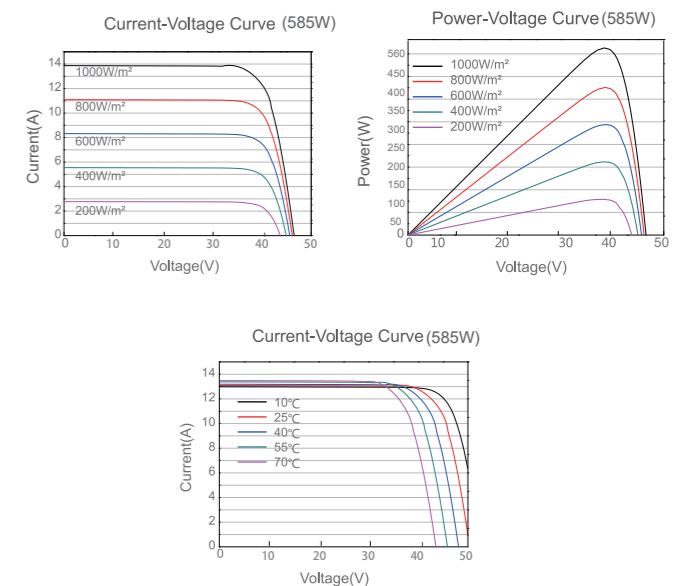 Current-Voltage Curve (585W)
14
12
10
8
6
4
2
0
1000W/m²
800W/m²
600W/m²
400W/m²
200W/m²
Current(A)
0 10 20 30 40 50
Voltage(V)
Power-Voltage Curve (585W)
560
450
400
350
300
250
200
150
100
50
0
1000W/m²
800W/m²
600W/m²
400W/m²
200W/m²
Power(W)
0 10 20 30 40 50
Voltage(V)
Current-Voltage Curve (585W)
14
12
10
8
6
4
2
0
10℃
25℃
40℃
55℃
70℃
Current(A)
0 10 20 30 40 50
Voltage(V)